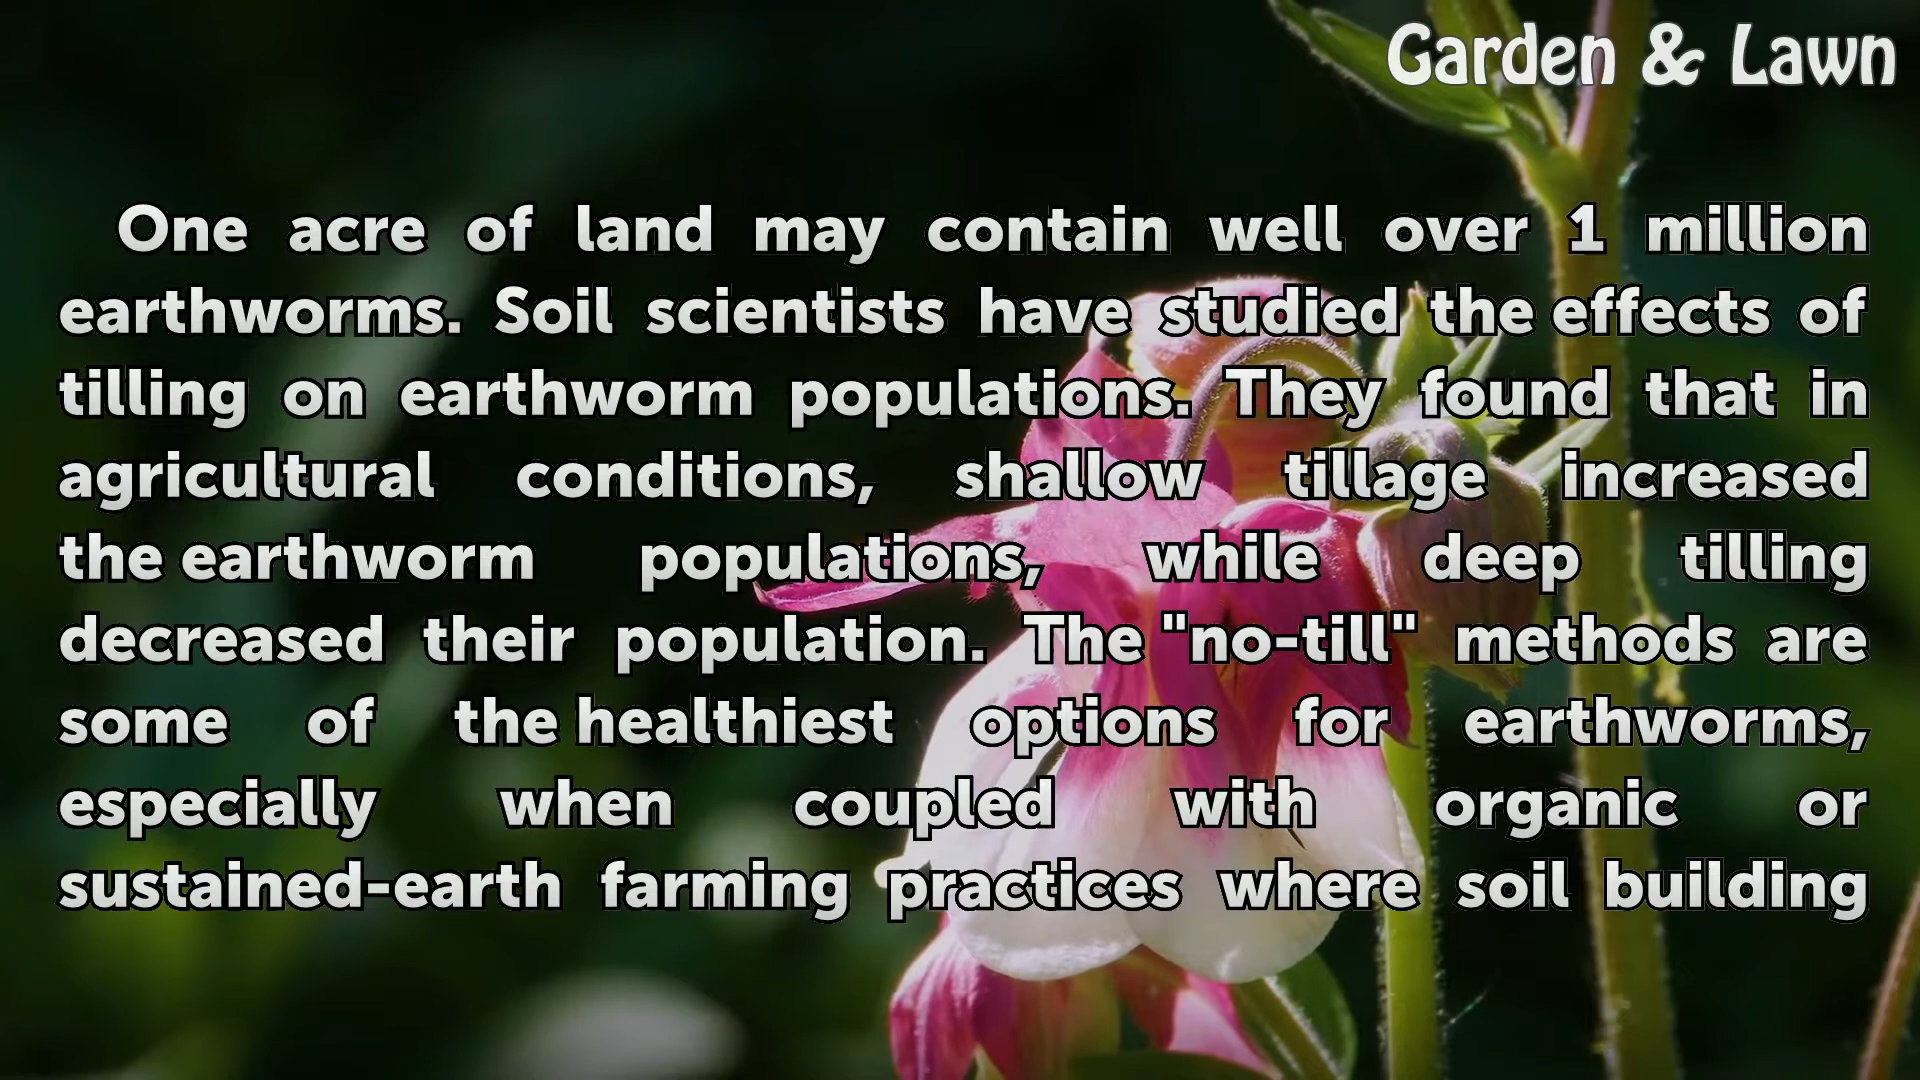 Garden & Lawn
One acre of land may contain well over 1 million
earthworms. Soil scientists have studied the effects of
tilling on earthworm populations. They found that in
agricultural conditions, shallow tillage increased
the earthworm populations, while deep tilling
decreased their population. The "no-till" methods are
some of the healthiest options for earthworms,
especially when coupled with organic or
sustained-earth farming practices where soil building